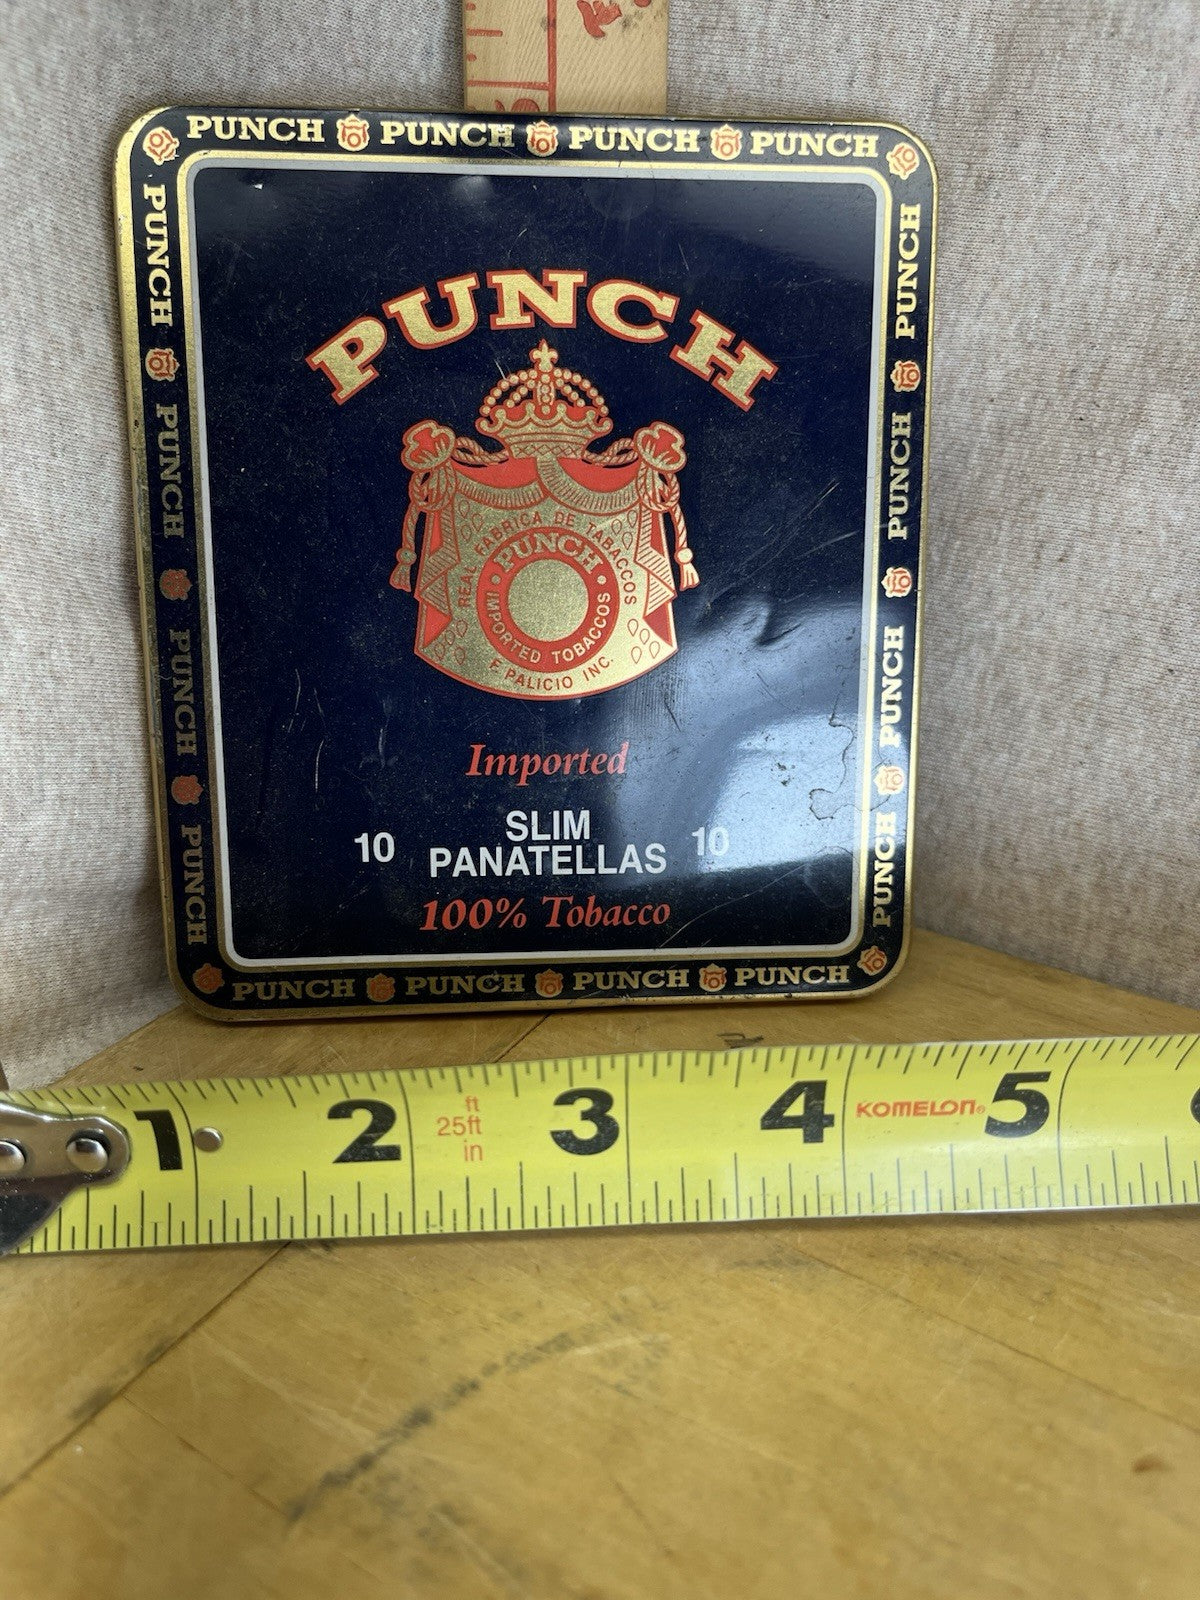 PUNCH PUNCH PUNCH PUNCH
PUNCH
PUNCH
PUNCH
PUNCH
PUNCH
PUNCH
PUNCH
PUNCH
PUNCH
REAL FABRICA DE TABACCOS
PUNCH
IMPORTED TOBACCOS
F. PALICIO INC.
Imported
10 SLIM 10
PANATELLAS
100% Tobacco
PUNCH PUNCH PUNCH PUNCH
1 2 ft 3 4 KOMELON® 5
25ft
in